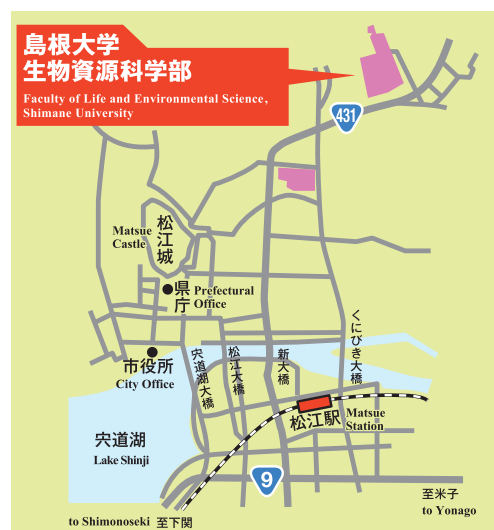 島根大学
生物資源科学部
Faculty of Life and Environmental Science,
Shimane University
431
松江城
Matsue
Castle
県庁
Prefectural
Office
くにびき大橋
市役所
City Office
宍道湖大橋
松江大橋
新大橋
松江駅
Matsue
Station
宍道湖
Lake Shinji
9
至米子
to Yonago
to Shimonoseki 至下関